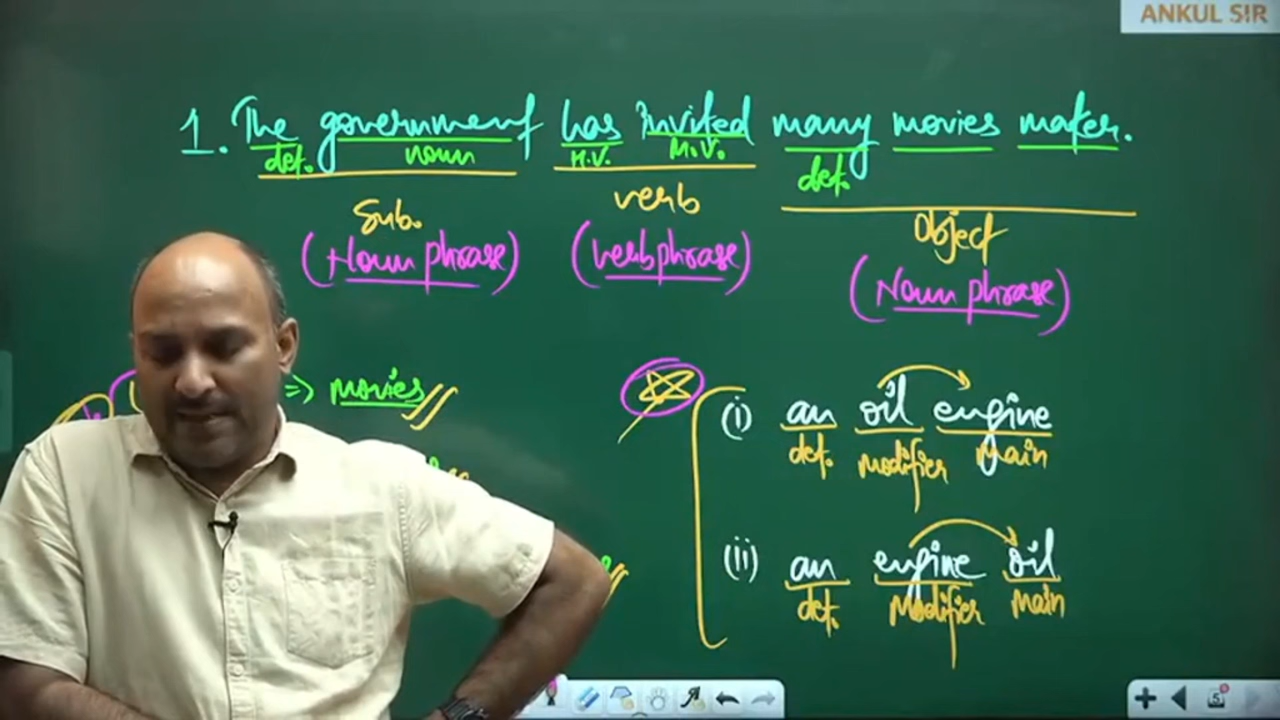 ANKUL SIR
1. The government has invited many movies maker.
det. noun H.V. M.V. det.
Sub. verb Object
(Noun phrase) (verb phrase) (Noun phrase)
=> movies
(i) an oil engine
det. modifier main
(ii) an engine oil
det. Modifier main
5